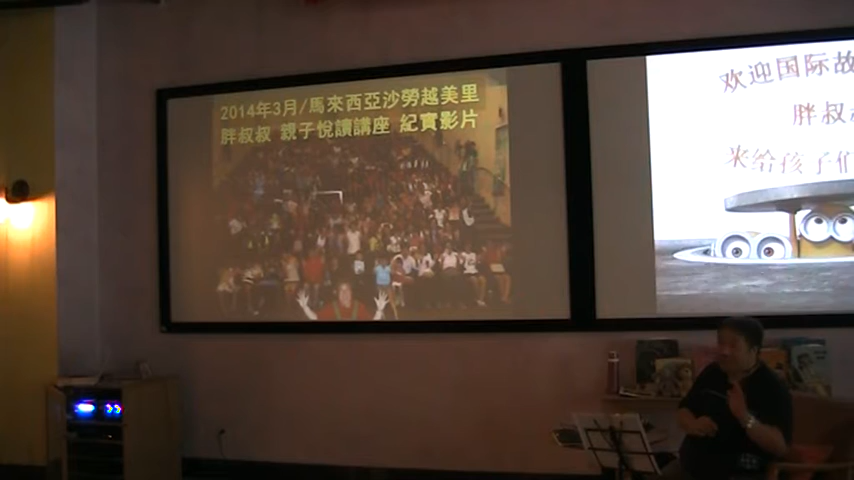 2014年3月/馬來西亞沙勞越美里
胖叔叔 親子悅讀講座 紀實影片
欢迎国际故
胖叔
来给孩子们